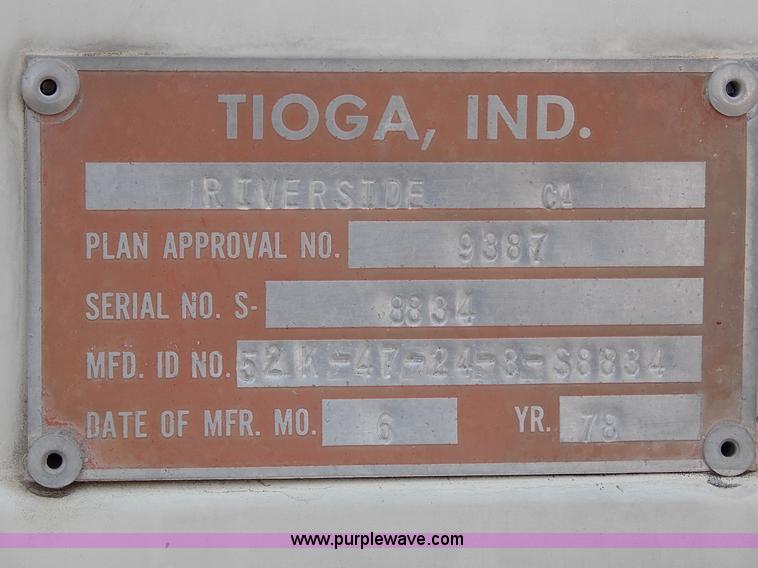 TIOGA, IND.
RIVERSIDE CA
PLAN APPROVAL NO. 9387
SERIAL NO. S- 8834
MFD. ID NO. 52K-47-24-8-S8834
DATE OF MFR. MO. 6 YR. 78
www.purplewave.com